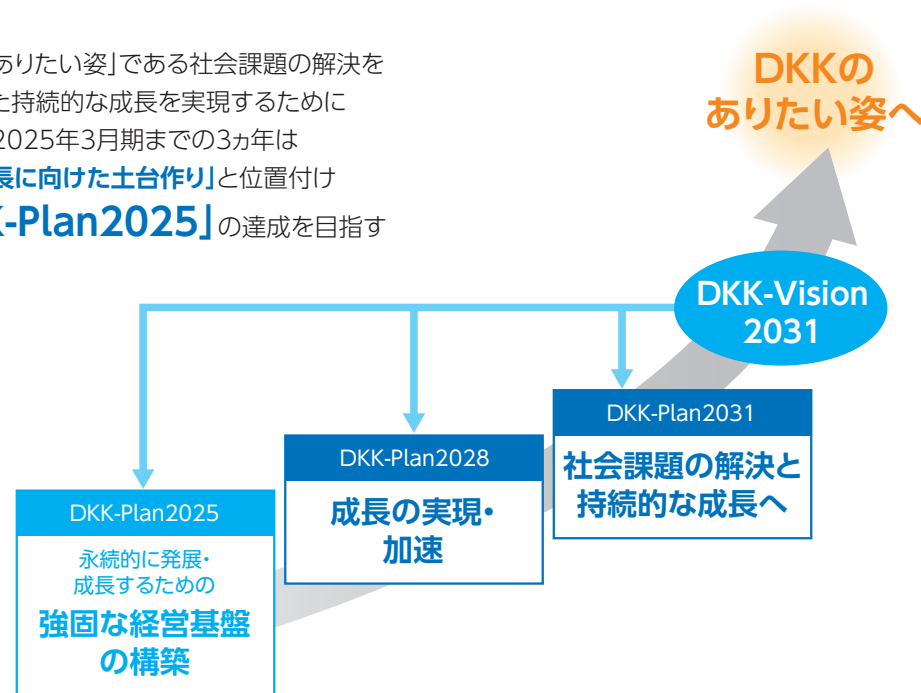 ありたい姿」である社会課題の解決を
た持続的な成長を実現するために
2025年3月期までの3ヵ年は
長に向けた土台作り」と位置付け
K-Plan2025」の達成を目指す
DKKの
ありたい姿へ
DKK-Vision
2031
DKK-Plan2031
社会課題の解決と
持続的な成長へ
DKK-Plan2028
成長の実現・
加速
DKK-Plan2025
永続的に発展・
成長するための
強固な経営基盤
の構築